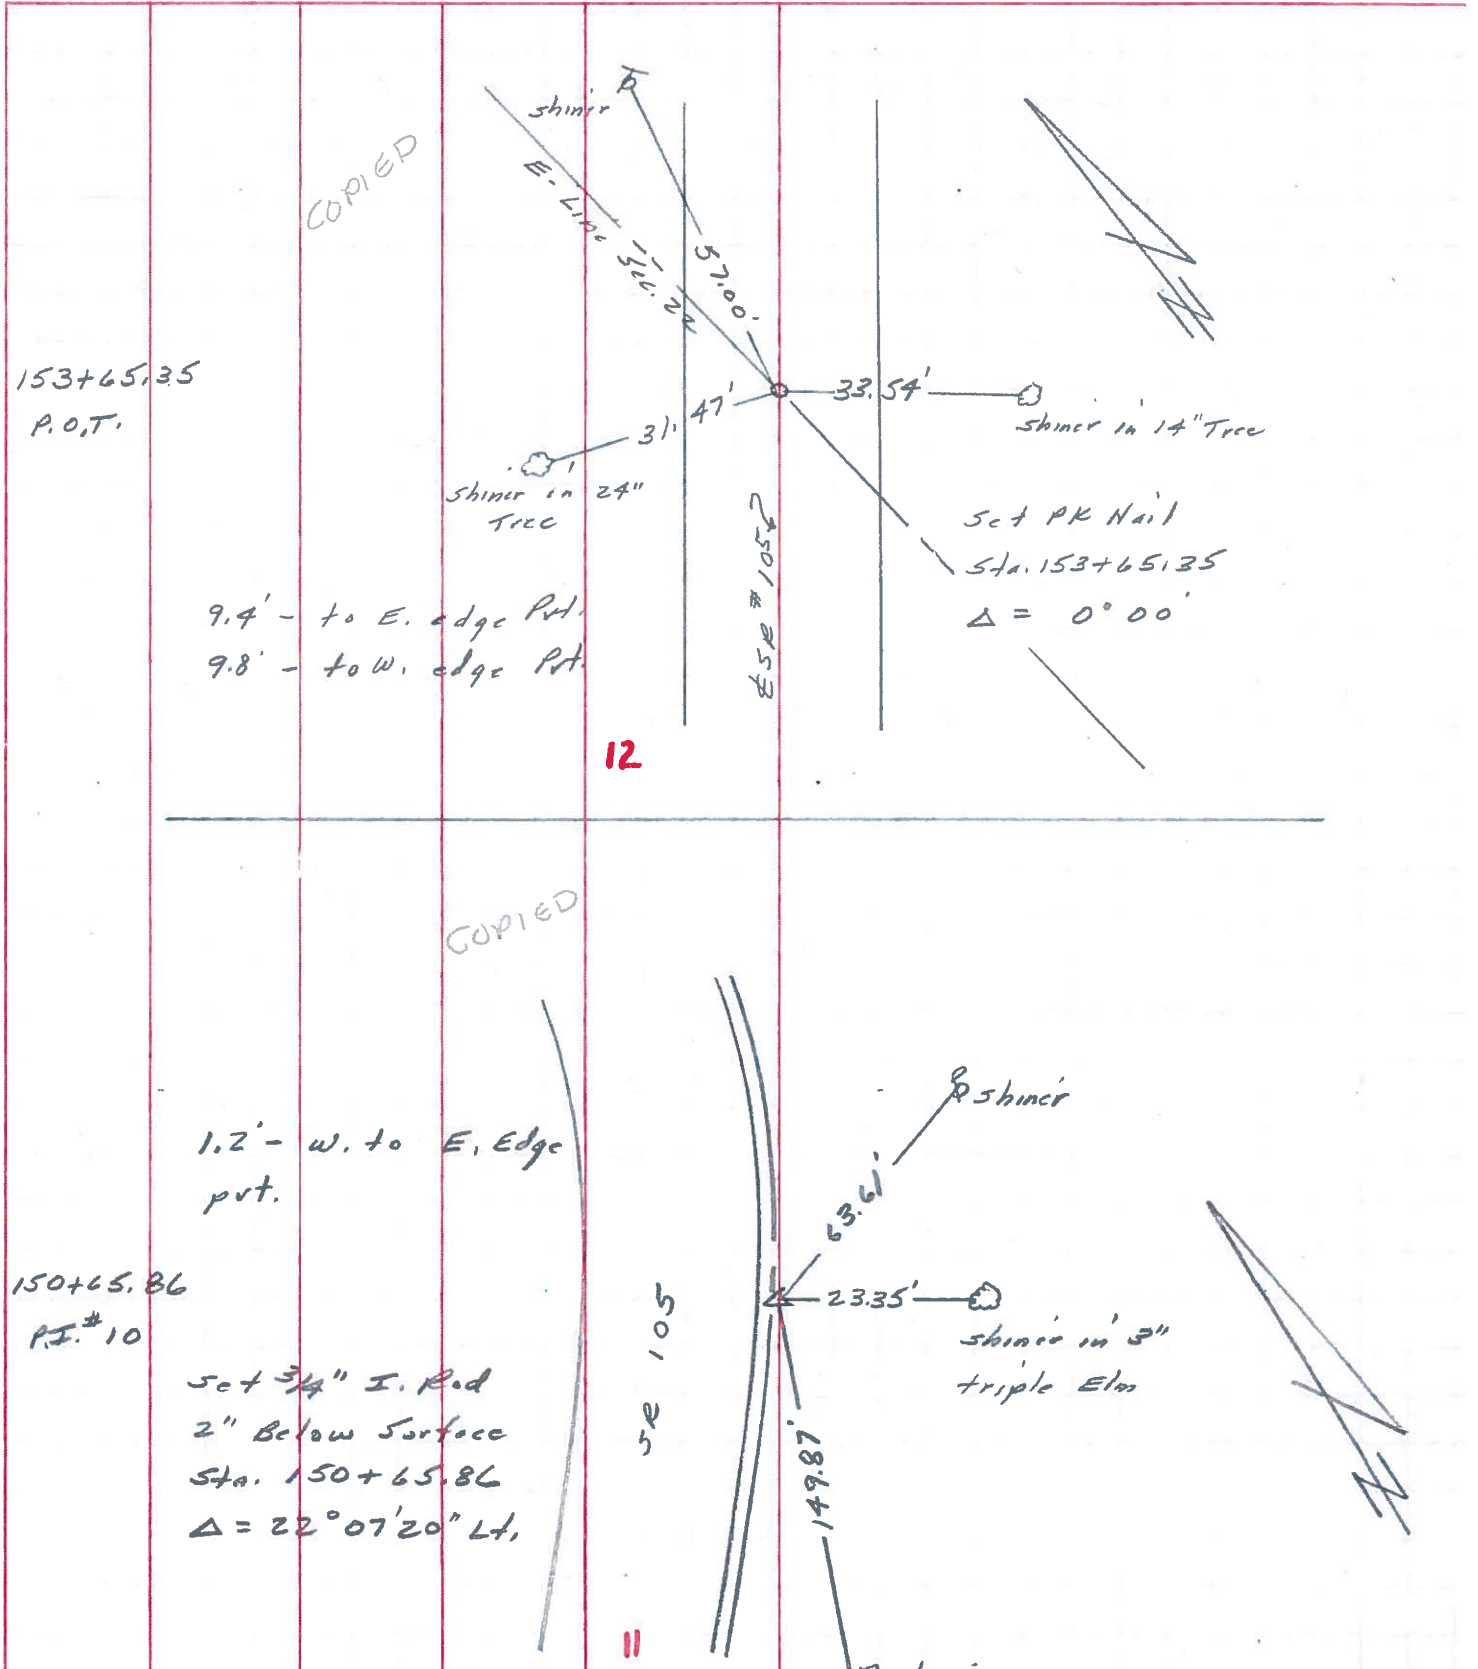 COPIED
shiner
E. Line Sec. 24
57.00'
153+65.35
P.O.T.
33.54'
shiner in 14" Tree
31.47'
shiner in 24"
Tree
Set PK Nail
Sta. 153+65.35
Δ = 0°00'
℄ SR #105
9.4' - to E. edge Pvt.
9.8' - to W. edge Pvt.
12
COPIED
shiner
1.2' - W. to E. Edge
pvt.
63.61'
150+65.86
P.I. #10
23.35'
shiner in 3"
triple Elm
SR 105
Set 3/4" I. Rod
2" Below Surface
Sta. 150+65.86
Δ = 22°07'20" Lt.
149.87'
N
N
11